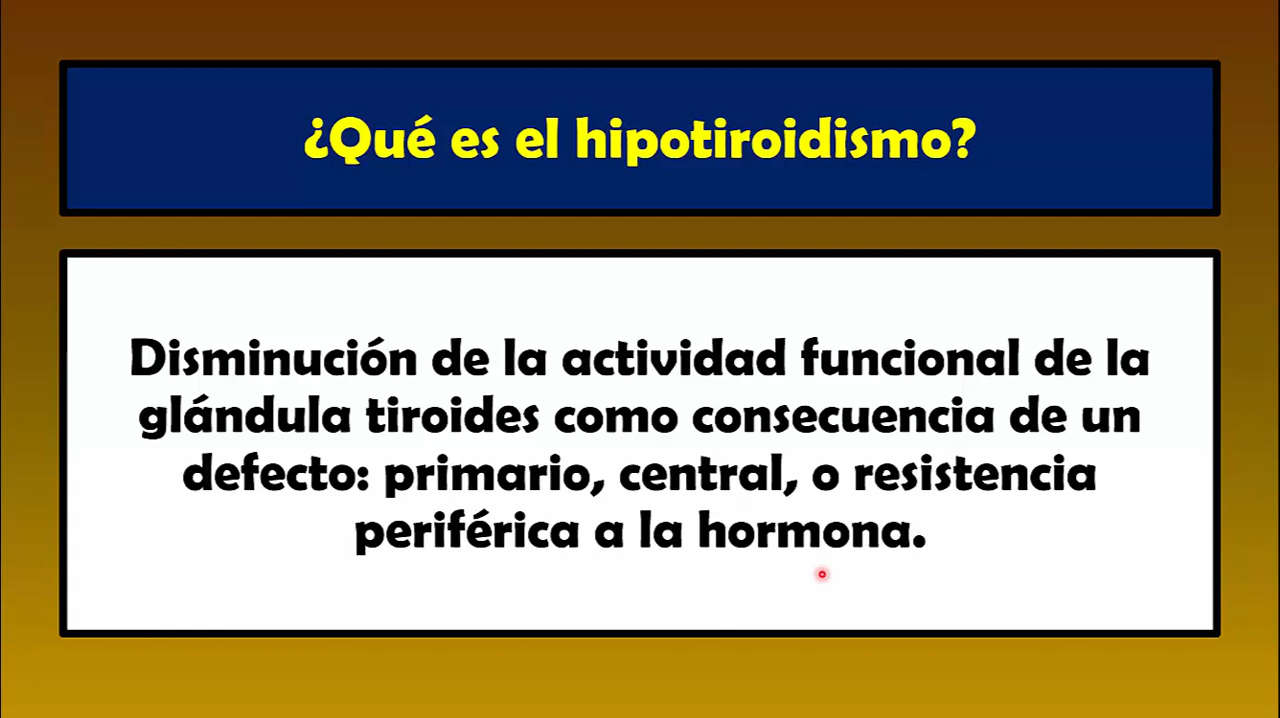 ¿Qué es el hipotiroidismo?
Disminución de la actividad funcional de la
glándula tiroides como consecuencia de un
defecto: primario, central, o resistencia
periférica a la hormona.